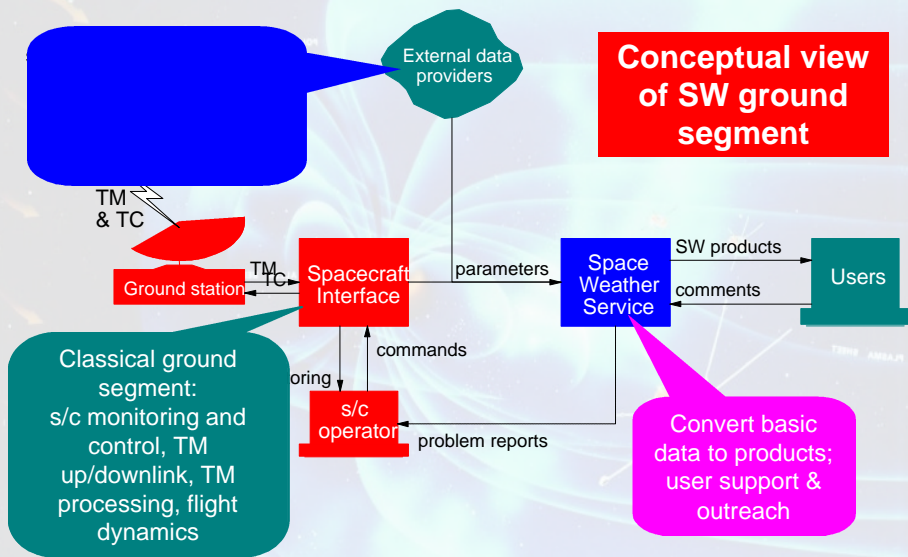 External data
providers
Conceptual view
of SW ground
segment
TM
& TC
TM
TC
Ground station
Spacecraft
Interface
parameters
Space
Weather
Service
SW products
comments
Users
Classical ground
segment:
s/c monitoring and
control, TM
up/downlink, TM
processing, flight
dynamics
oring
commands
s/c
operator
problem reports
Convert basic
data to products;
user support &
outreach